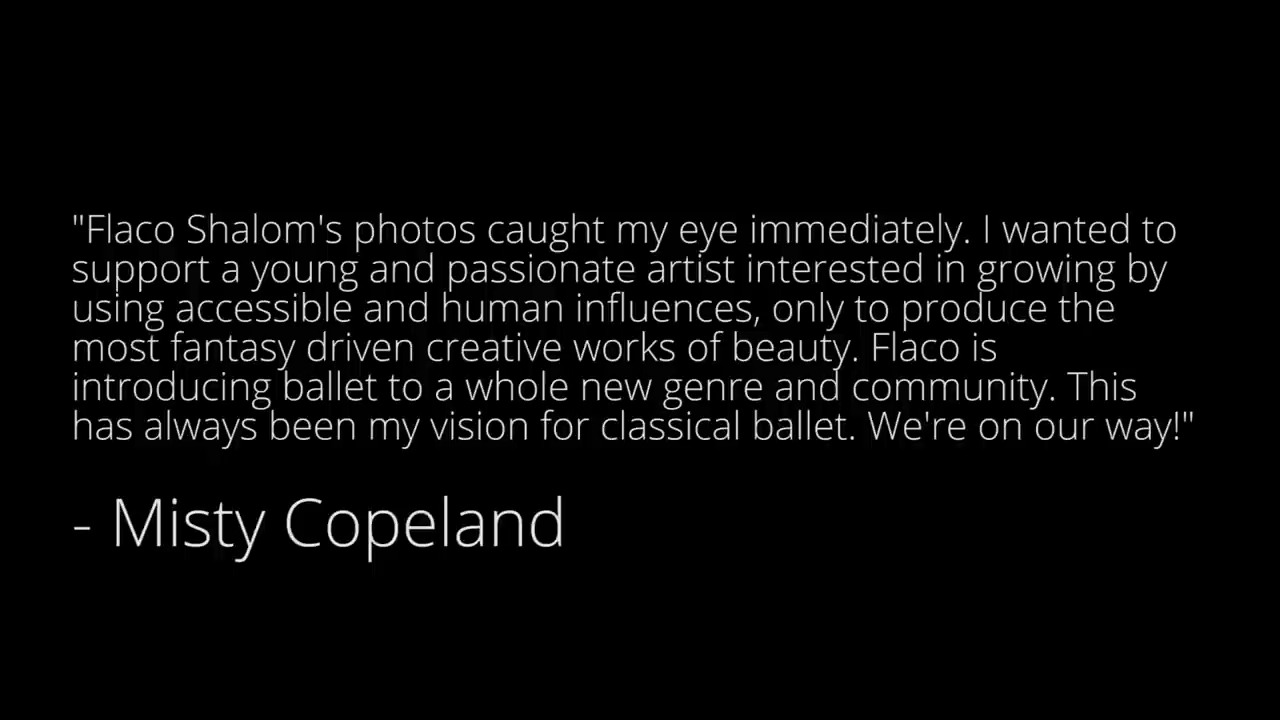 "Flaco Shalom's photos caught my eye immediately. I wanted to
support a young and passionate artist interested in growing by
using accessible and human influences, only to produce the
most fantasy driven creative works of beauty. Flaco is
introducing ballet to a whole new genre and community. This
has always been my vision for classical ballet. We're on our way!"
- Misty Copeland